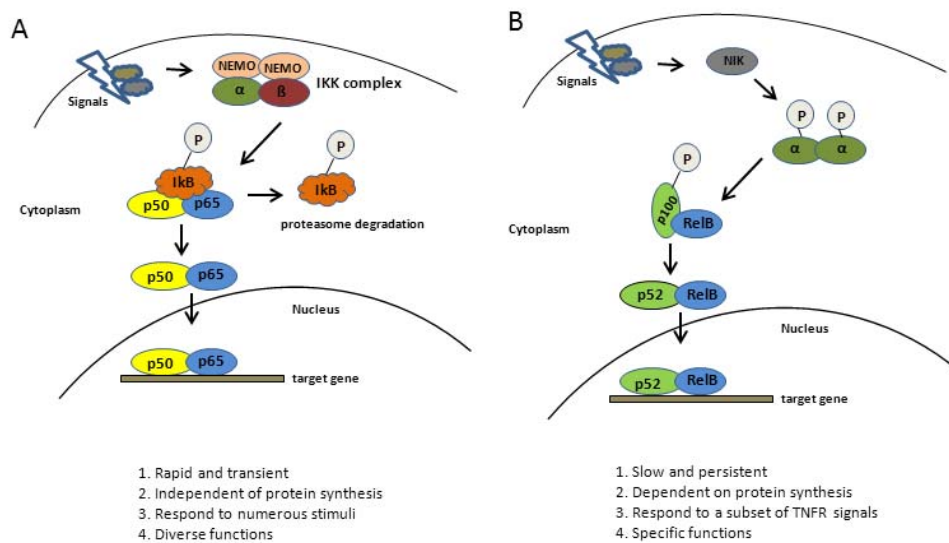 A
NEMO
NEMO
α
ß
IKK complex
Signals
P
IkB
p50
p65
P
IkB
proteasome degradation
Cytoplasm
p50
p65
Nucleus
p50
p65
target gene
1. Rapid and transient
2. Independent of protein synthesis
3. Respond to numerous stimuli
4. Diverse functions
B
Signals
NIK
P
P
α
α
P
p100
RelB
Cytoplasm
p52
RelB
Nucleus
p52
RelB
target gene
1. Slow and persistent
2. Dependent on protein synthesis
3. Respond to a subset of TNFR signals
4. Specific functions